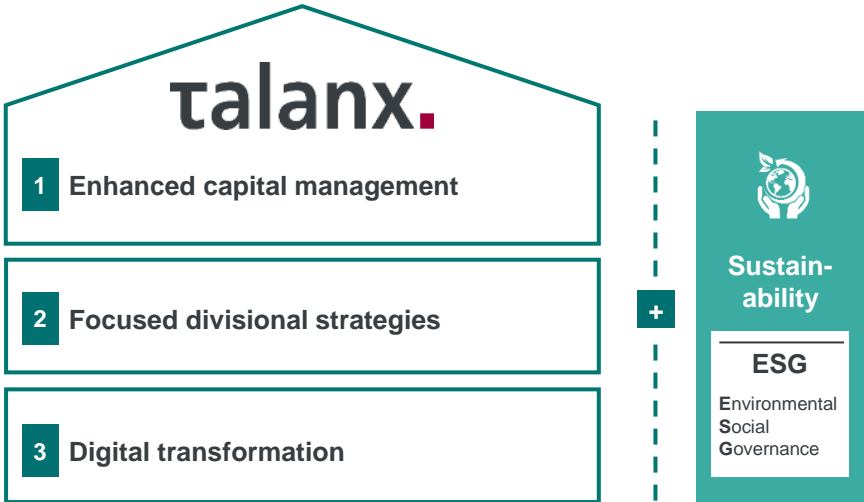 talanx.
1 Enhanced capital management
2 Focused divisional strategies
3 Digital transformation
+
Sustain-
ability
ESG
Environmental
Social
Governance